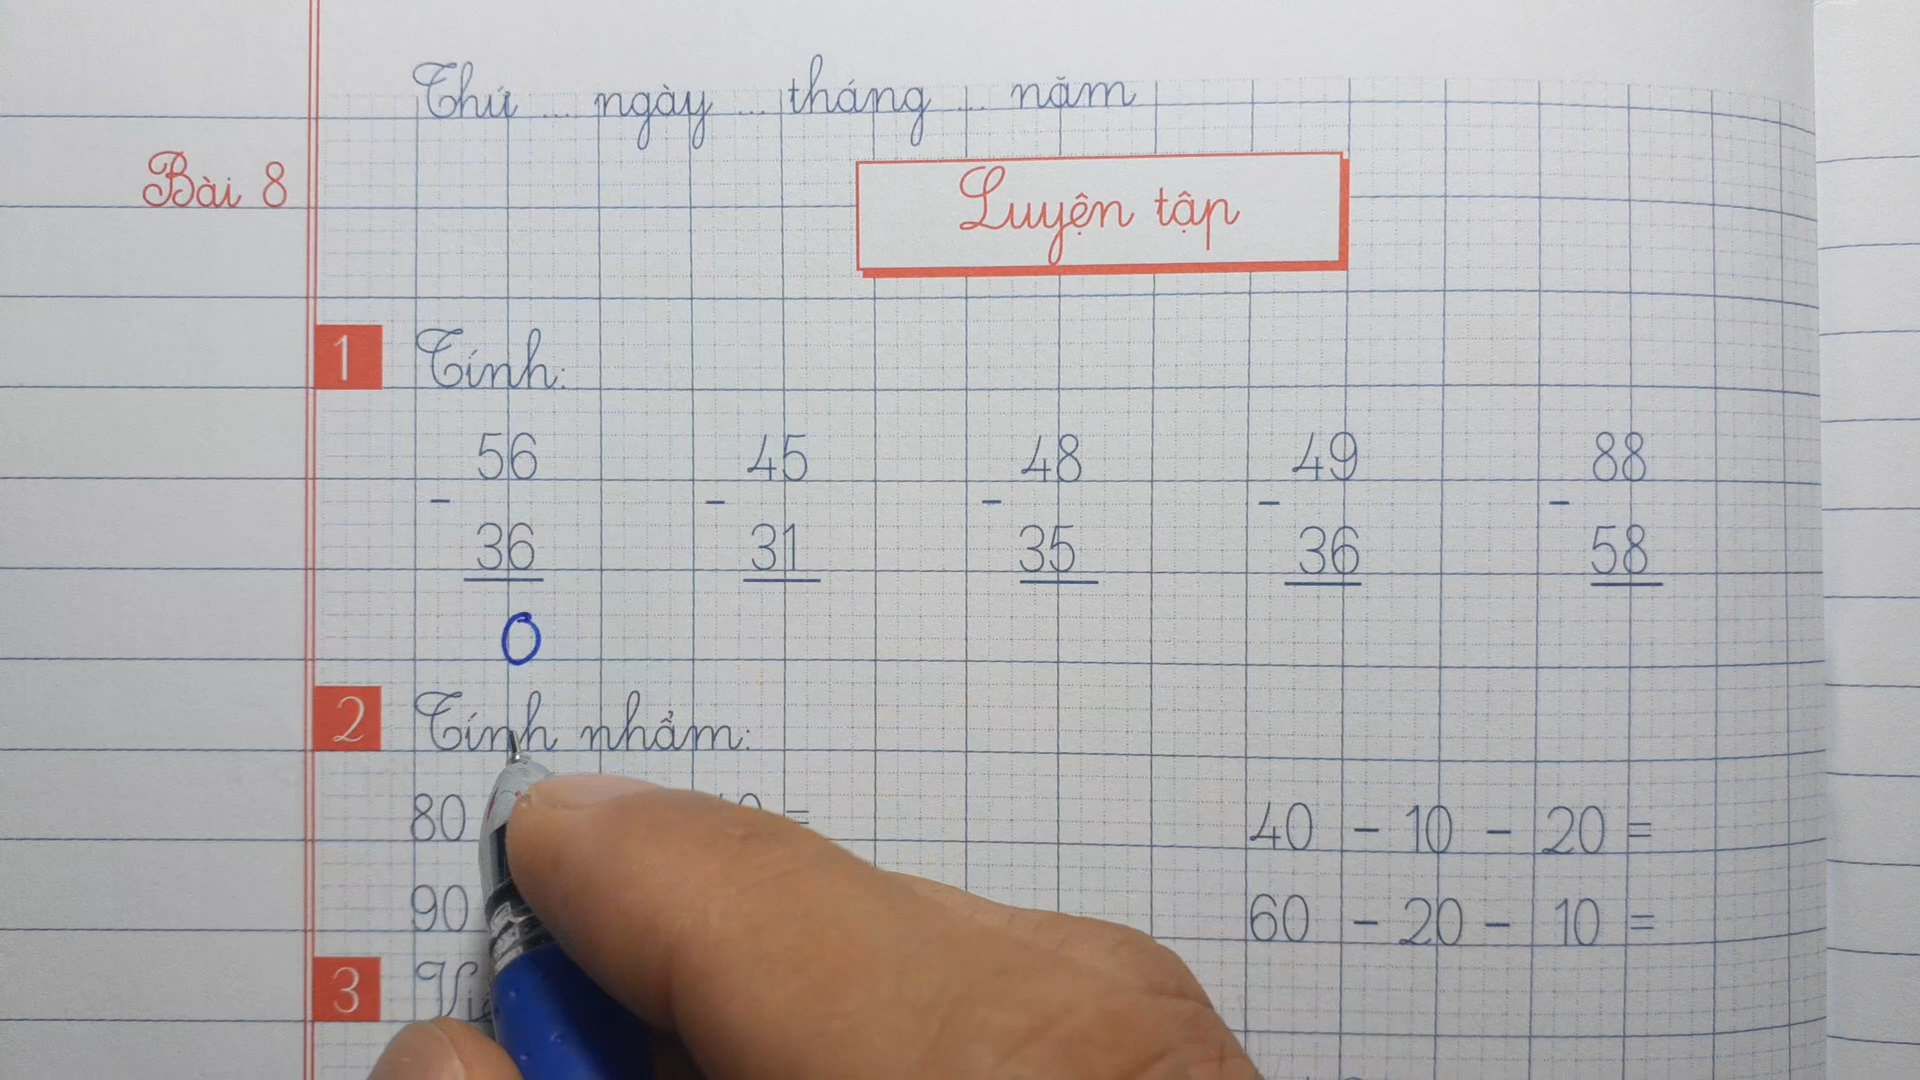 Thứ ... ngày ... tháng ... năm
Bài 8
Luyện tập
1 Tính:
56 45 48 49 88
- - - - -
36 31 35 36 58
0
2 Tính nhẩm:
80 = 40 - 10 - 20 =
90 60 - 20 - 10 =
3